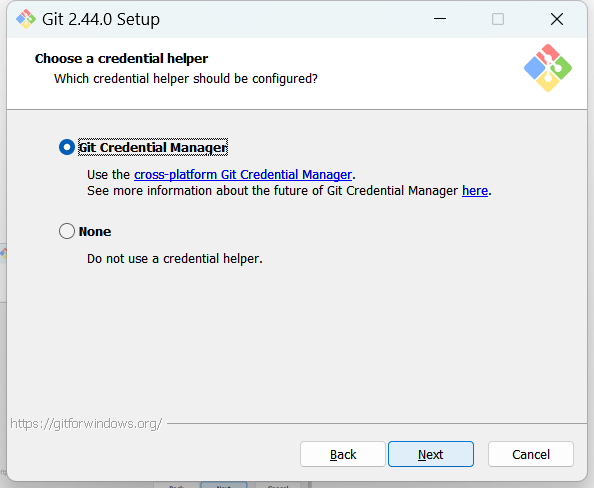 Git 2.44.0 Setup
Choose a credential helper
Which credential helper should be configured?
Git Credential Manager
Use the cross-platform Git Credential Manager.
See more information about the future of Git Credential Manager here.
None
Do not use a credential helper.
https://gitforwindows.org/
Back Next Cancel